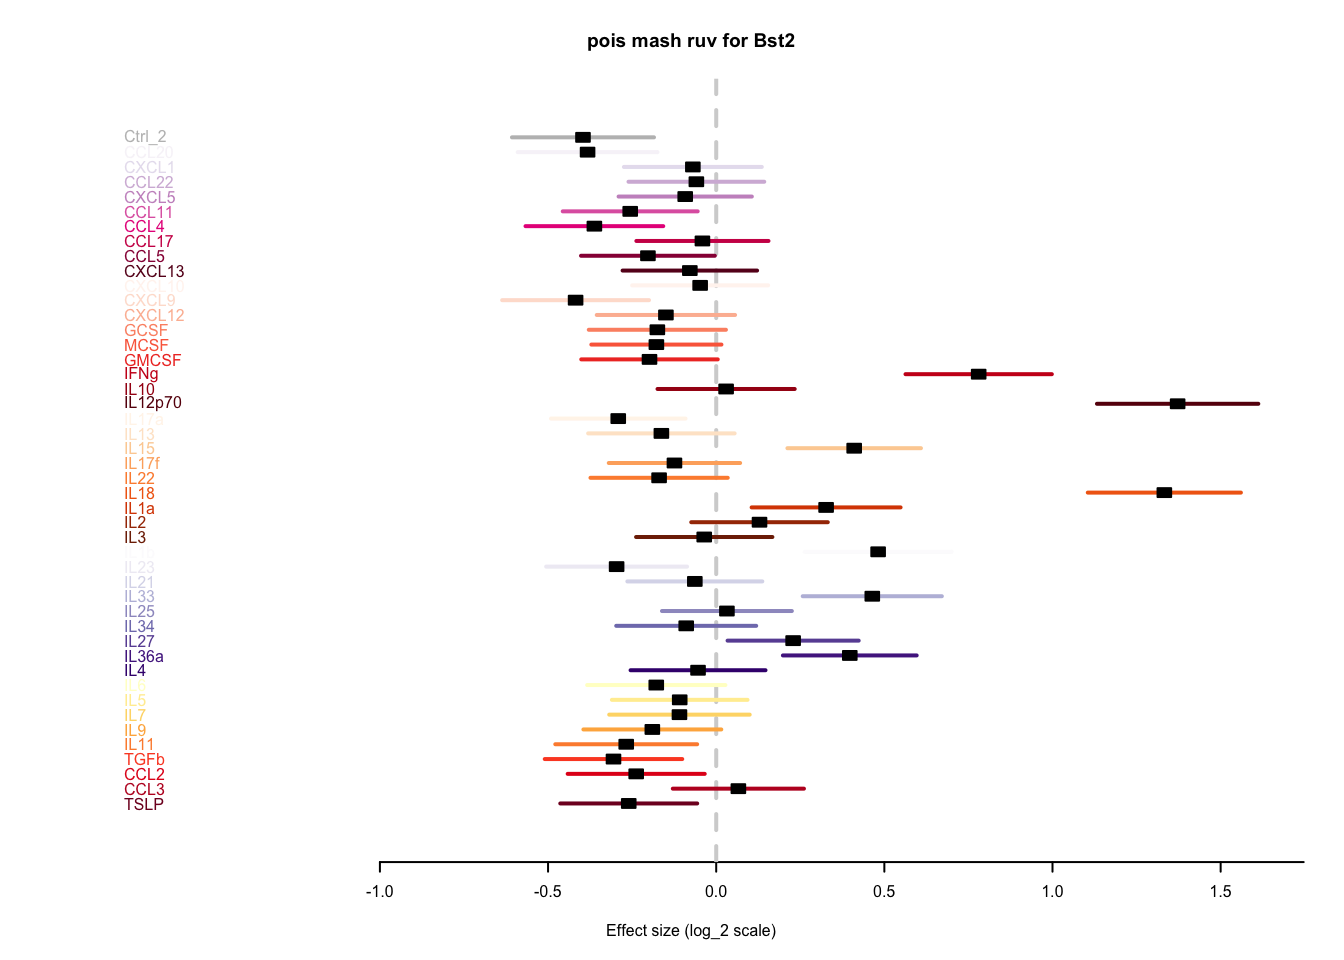 pois mash ruv for Bst2
Ctrl_2
CCL20
CXCL1
CCL22
CXCL5
CCL11
CCL4
CCL17
CCL5
CXCL13
CXCL10
CXCL9
CXCL12
GCSF
MCSF
GMCSF
IFNg
IL10
IL12p70
IL17a
IL13
IL15
IL17f
IL22
IL18
IL1a
IL2
IL3
IL23
IL21
IL33
IL25
IL34
IL27
IL36a
IL4
IL6
IL5
IL7
IL9
IL11
TGFb
CCL2
CCL3
TSLP
-1.0 -0.5 0.0 0.5 1.0 1.5
Effect size (log_2 scale)